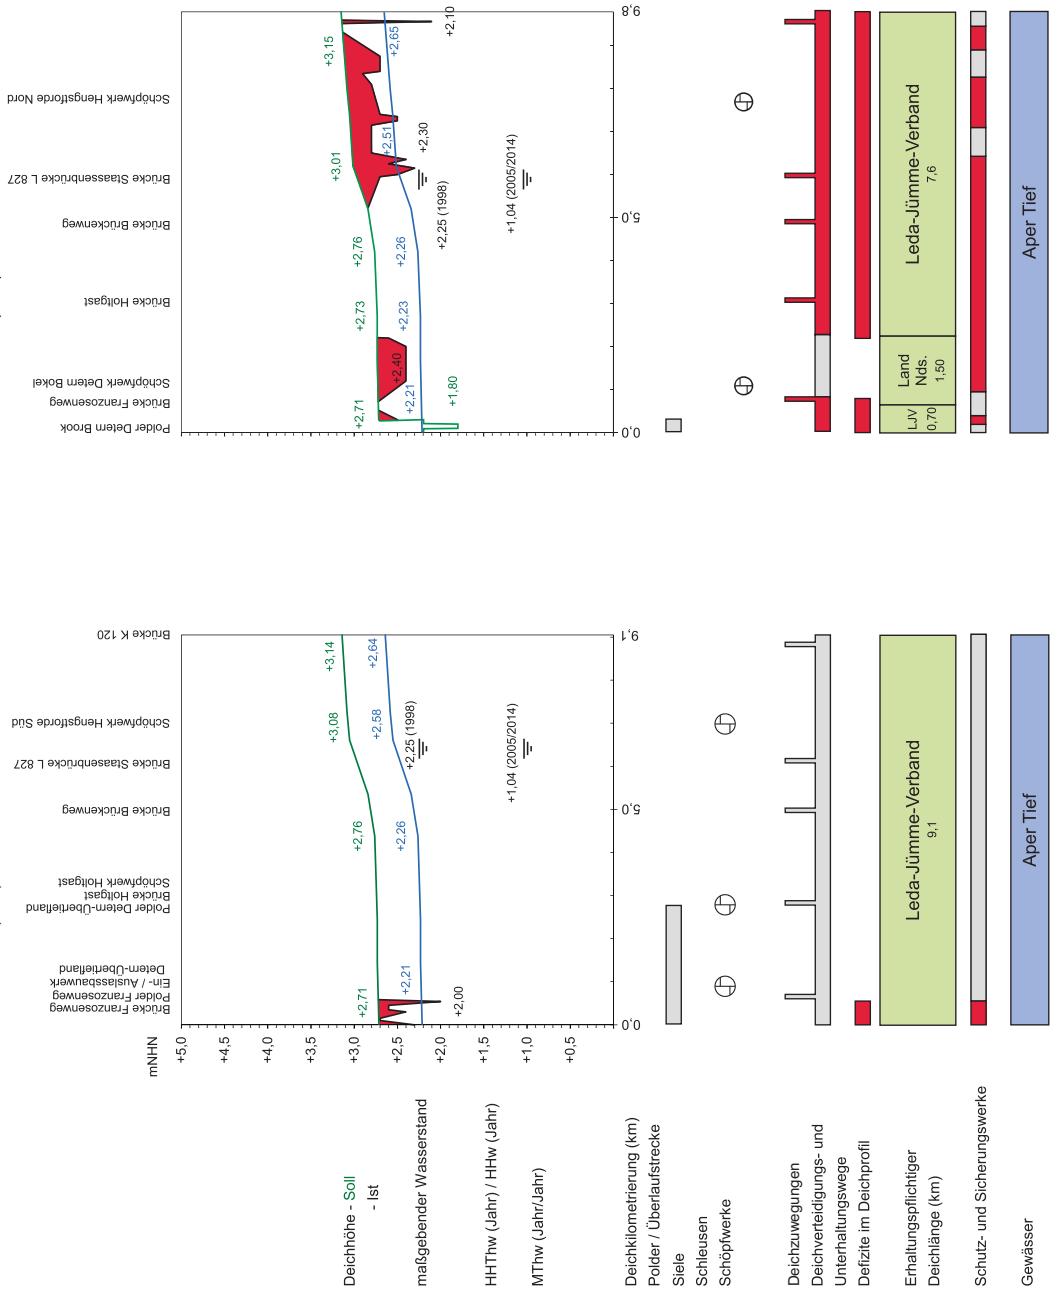 mNHN
+5,0
+4,5
+4,0
+3,5
+3,0
+2,5
+2,0
+1,5
+1,0
+0,5
Deichhöhe - Soll
- Ist
maßgebender Wasserstand
HHThw (Jahr) / HHw (Jahr)
MThw (Jahr/Jahr)
Deichkilometrierung (km)
Polder / Überlaufstrecke
Siele
Schleusen
Schöpfwerke
Deichzuwegungen
Deichverteidigungs- und
Unterhaltungswege
Defizite im Deichprofil
Erhaltungspflichtiger
Deichlänge (km)
Schutz- und Sicherungswerke
Gewässer
Brücke Franzosenweg
Polder Franzosenweg
Ein- / Auslassbauwerk
Detern-Übertiefland
Polder Detern-Übertiefland
Brücke Holtgast
Schöpfwerk Holtgast
Brücke Brückenweg
Brücke Staassenbrücke L 827
Schöpfwerk Hengstforde Süd
Brücke K 120
+2,71
+2,76
+3,08
+3,14
+2,21
+2,26
+2,58
+2,64
+2,00
+2,25 (1998)
+1,04 (2005/2014)
0,0
5,0
9,1
Leda-Jümme-Verband
9,1
Aper Tief
Polder Detern Brook
Brücke Franzosenweg
Schöpfwerk Detern Bokel
Brücke Holtgast
Brücke Brückenweg
Brücke Staassenbrücke L 827
Schöpfwerk Hengstforde Nord
+2,71
+2,73
+2,76
+3,01
+3,15
+2,40
+2,21
+2,23
+2,26
+2,51
+2,65
+1,80
+2,30
+2,10
+2,25 (1998)
+1,04 (2005/2014)
0,0
5,0
9,8
LJV
0,70
Land
Nds.
1,50
Leda-Jümme-Verband
7,6
Aper Tief